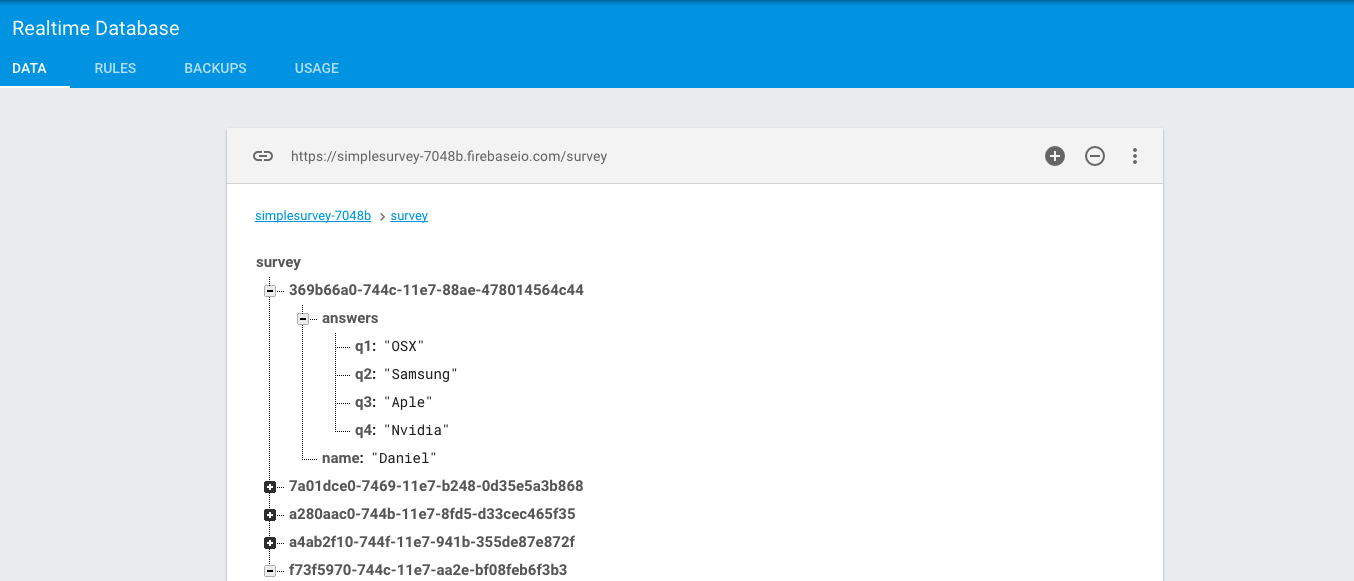 Realtime Database
DATA RULES BACKUPS USAGE
https://simplesurvey-7048b.firebaseio.com/survey
simplesurvey-7048b > survey
survey
369b66a0-744c-11e7-88ae-478014564c44
answers
q1: "OSX"
q2: "Samsung"
q3: "Aple"
q4: "Nvidia"
name: "Daniel"
7a01dce0-7469-11e7-b248-0d35e5a3b868
a280aac0-744b-11e7-8fd5-d33cec465f35
a4ab2f10-744f-11e7-941b-355de87e872f
f73f5970-744c-11e7-aa2e-bf08feb6f3b3